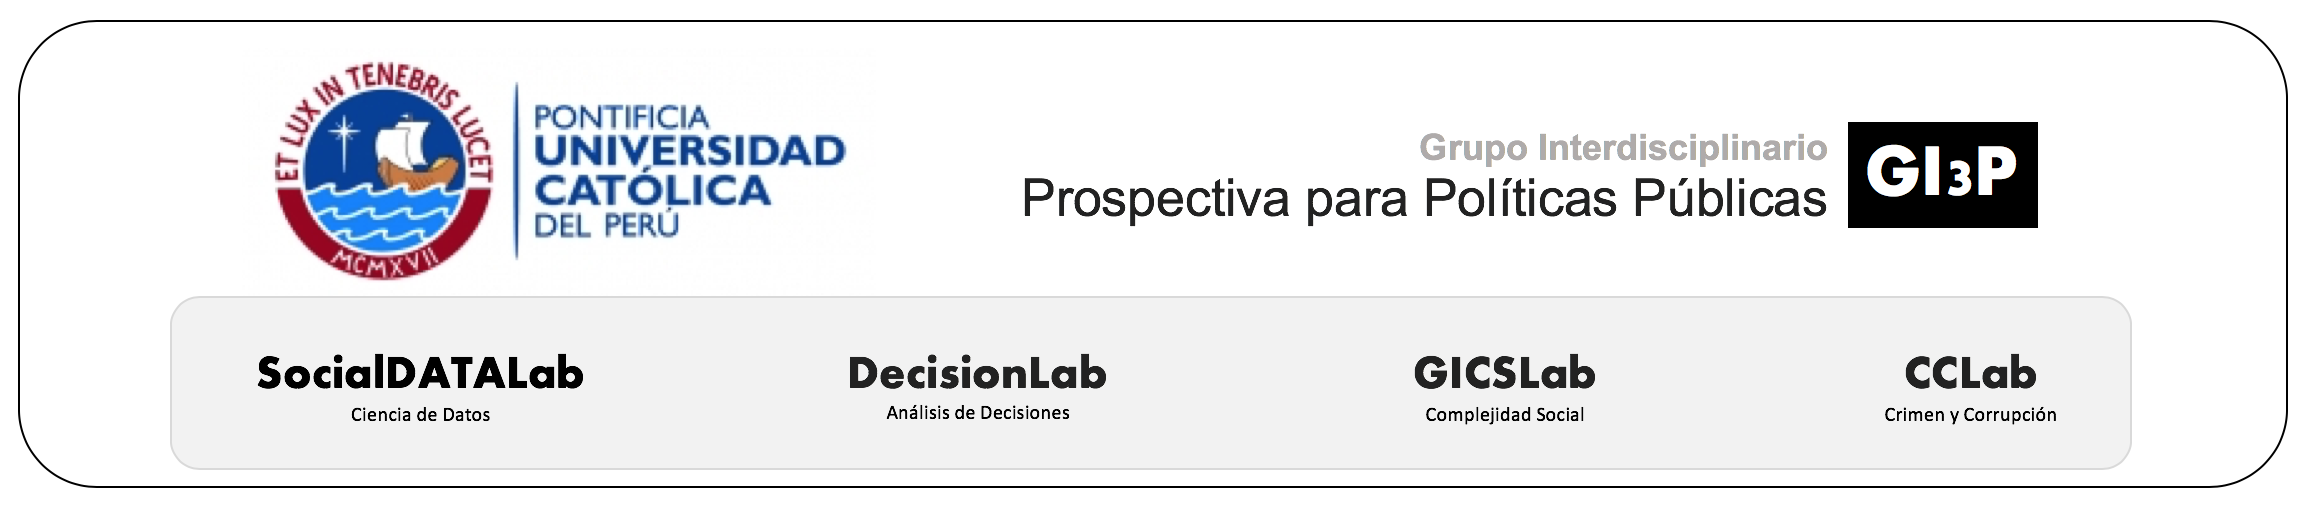 ET LUX IN TENEBRIS LUCET
MCMXVII
PONTIFICIA
UNIVERSIDAD
CATÓLICA
DEL PERÚ
Grupo Interdisciplinario
Prospectiva para Políticas Públicas
GI3P
SocialDATALab
Ciencia de Datos
DecisionLab
Análisis de Decisiones
GICSLab
Complejidad Social
CCLab
Crimen y Corrupción